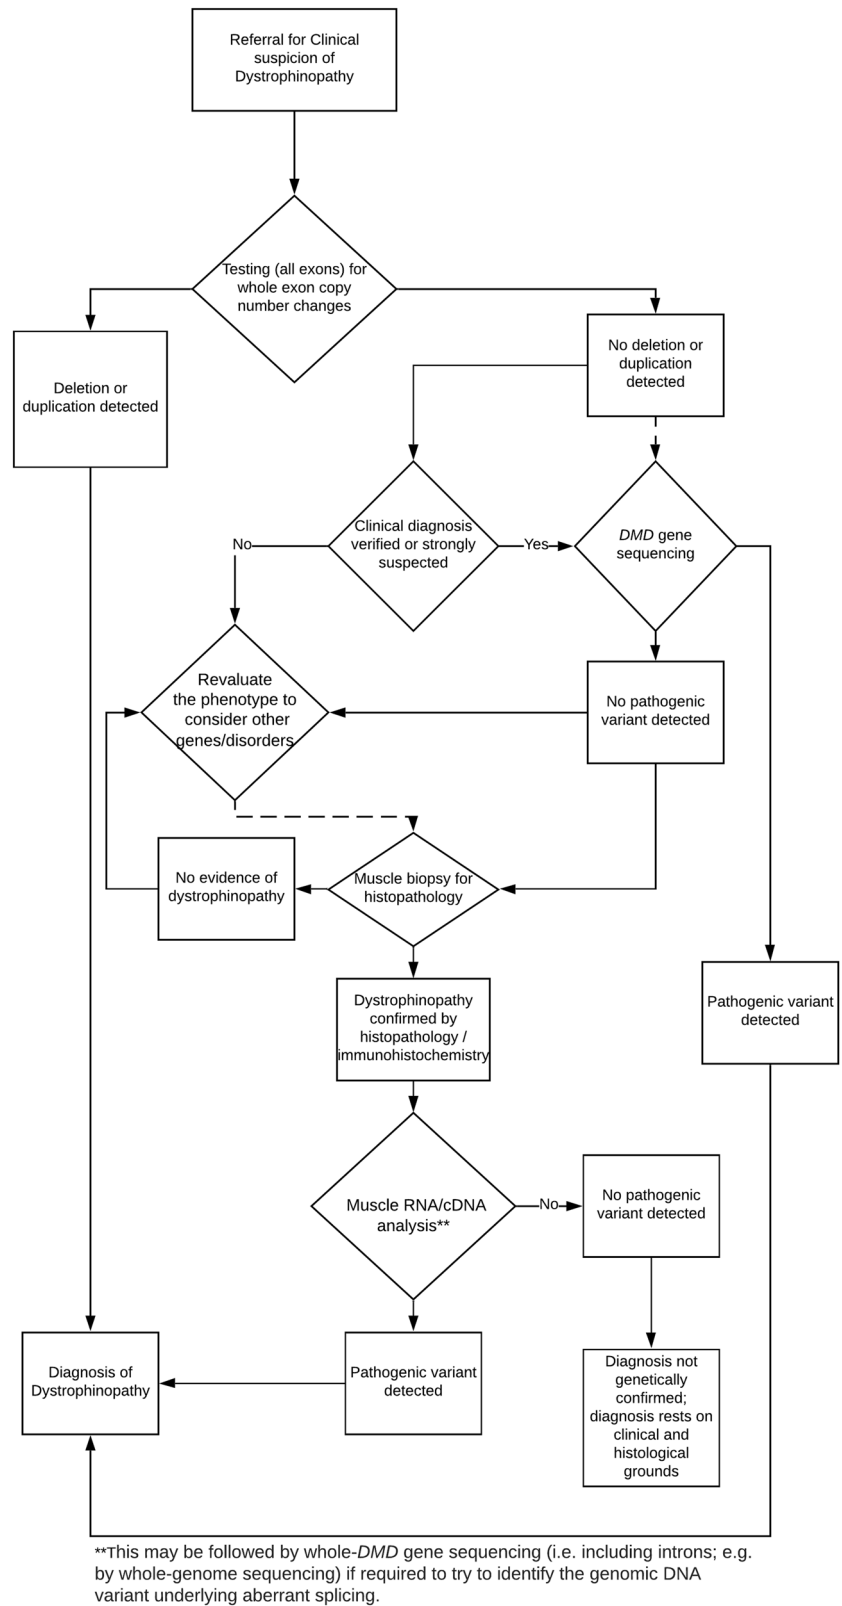 Referral for Clinical
suspicion of
Dystrophinopathy
Testing (all exons) for
whole exon copy
number changes
Deletion or
duplication detected
No deletion or
duplication
detected
Clinical diagnosis
verified or strongly
suspected
No
Yes
DMD gene
sequencing
Revaluate
the phenotype to
consider other
genes/disorders
No pathogenic
variant detected
No evidence of
dystrophinopathy
Muscle biopsy for
histopathology
Dystrophinopathy
confirmed by
histopathology /
immunohistochemistry
Pathogenic variant
detected
Muscle RNA/cDNA
analysis**
No
No pathogenic
variant detected
Diagnosis of
Dystrophinopathy
Pathogenic variant
detected
Diagnosis not
genetically
confirmed;
diagnosis rests on
clinical and
histological
grounds
**This may be followed by whole-DMD gene sequencing (i.e. including introns; e.g.
by whole-genome sequencing) if required to try to identify the genomic DNA
variant underlying aberrant splicing.